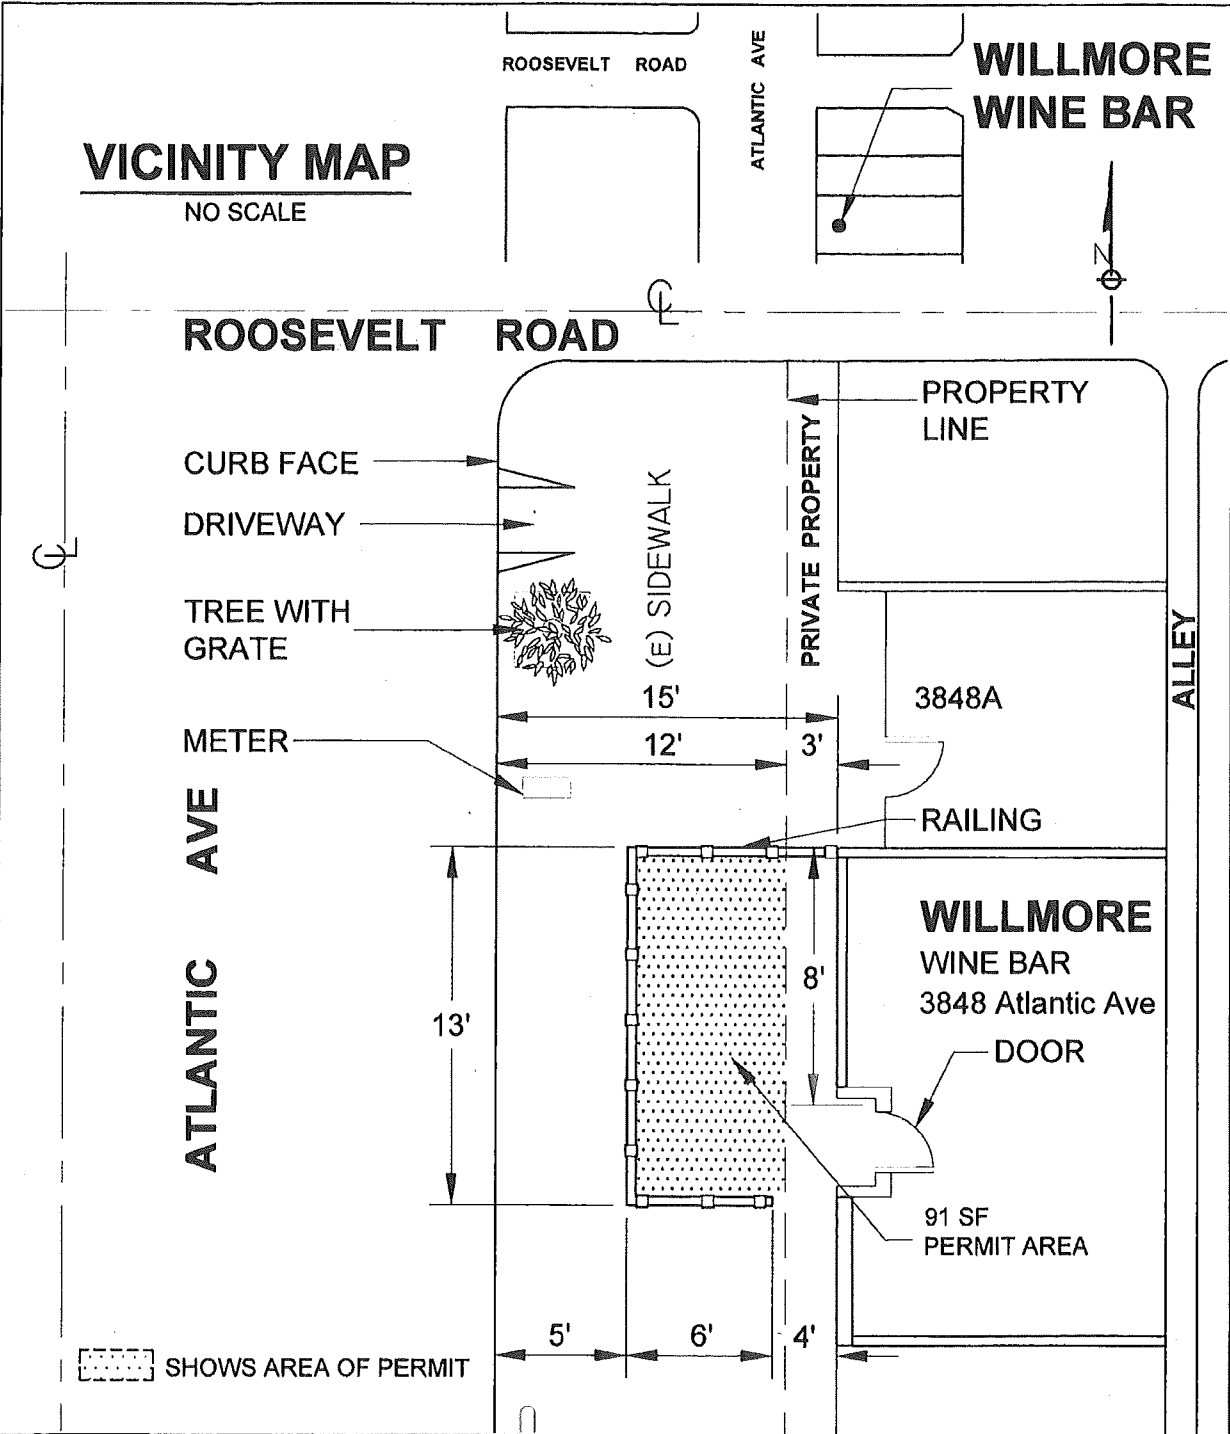 ROOSEVELT ROAD
ATLANTIC AVE
WILLMORE
WINE BAR
VICINITY MAP
NO SCALE
N
CL
ROOSEVELT ROAD
PROPERTY
LINE
CURB FACE
DRIVEWAY
(E) SIDEWALK
PRIVATE PROPERTY
CL
TREE WITH
GRATE
ALLEY
15'
3848A
METER
12'
3'
ATLANTIC AVE
RAILING
WILLMORE
WINE BAR
3848 Atlantic Ave
8'
13'
DOOR
91 SF
PERMIT AREA
5'
6'
4'
SHOWS AREA OF PERMIT